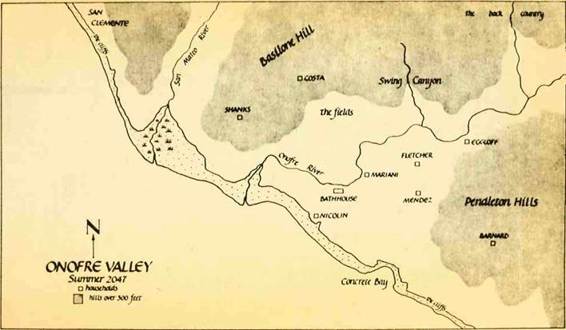 SAN
CLEMENTE
the cliffs
San
Mateo River
Basilone Hill
the back country
COSTA
Swing Canyon
SHANKS
the fields
EGGLOFF
Onofre
River
FLETCHER
MARIANI
BATHHOUSE
MENDEZ
Pendleton Hills
NICOLIN
BARNARD
N
ONOFRE VALLEY
Summer 2047
households
hills over 500 feet
Concrete Bay
the cliffs